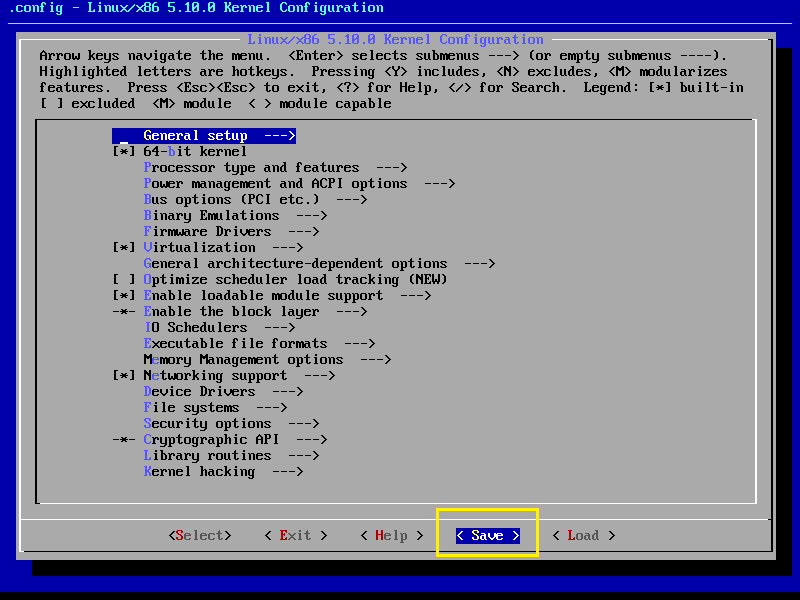 .config - Linux/x86 5.10.0 Kernel Configuration
Linux/x86 5.10.0 Kernel Configuration
Arrow keys navigate the menu.  <Enter> selects submenus ---> (or empty submenus ----).
Highlighted letters are hotkeys.  Pressing <Y> includes, <N> excludes, <M> modularizes
features.  Press <Esc><Esc> to exit, <?> for Help, </> for Search.  Legend: [*] built-in
[ ] excluded  <M> module  < > module capable
General setup  --->
[*] 64-bit kernel
Processor type and features  --->
Power management and ACPI options  --->
Bus options (PCI etc.)  --->
Binary Emulations  --->
Firmware Drivers  --->
[*] Virtualization  --->
General architecture-dependent options  --->
[ ] Optimize scheduler load tracking (NEW)
[*] Enable loadable module support  --->
-*- Enable the block layer  --->
IO Schedulers  --->
Executable file formats  --->
Memory Management options  --->
[*] Networking support  --->
Device Drivers  --->
File systems  --->
Security options  --->
-*- Cryptographic API  --->
Library routines  --->
Kernel hacking  --->
<Select>    < Exit >    < Help >    < Save >    < Load >